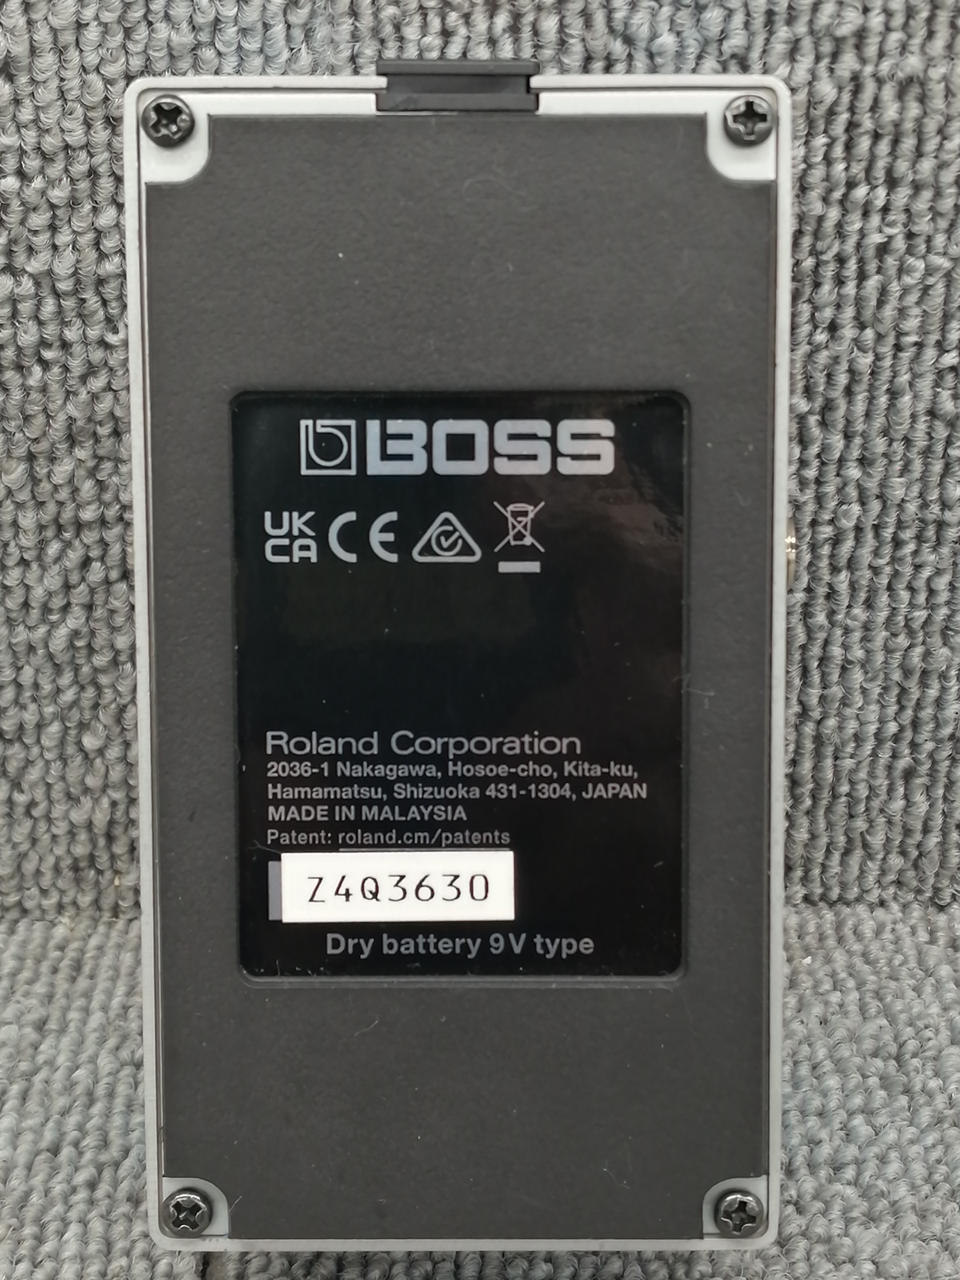 BOSS
UK
CA CE
Roland Corporation
2036-1 Nakagawa, Hosoe-cho, Kita-ku,
Hamamatsu, Shizuoka 431-1304, JAPAN
MADE IN MALAYSIA
Patent: roland.cm/patents
Z4Q3630
Dry battery 9V type